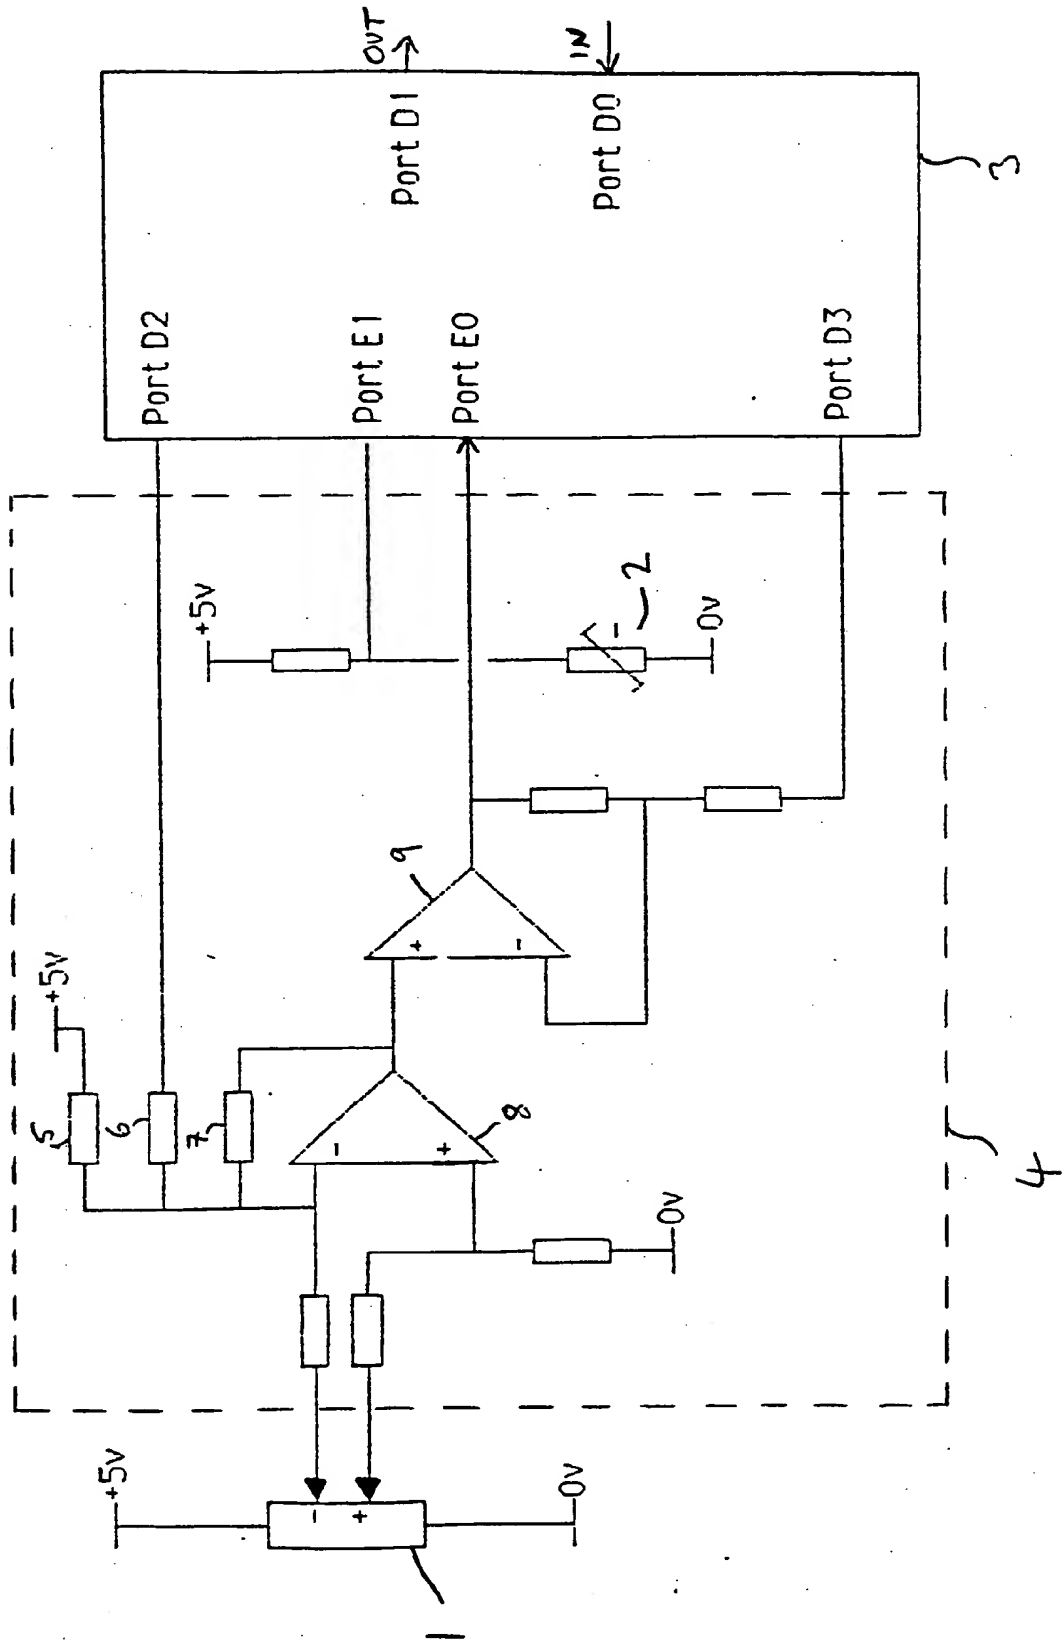 OUT
IN
Port D1
Port D0
3
Port D2
Port E1
Port E0
Port D3
+5v
2
0v
9
+5v
5
6
7
-
+
8
+
-
0v
4
+5v
-
+
0v
1